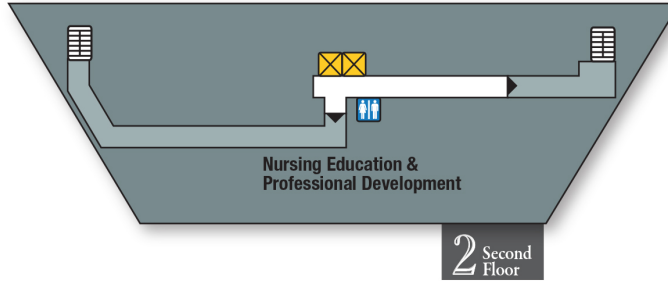 Nursing Education &
Professional Development
2 Second
Floor